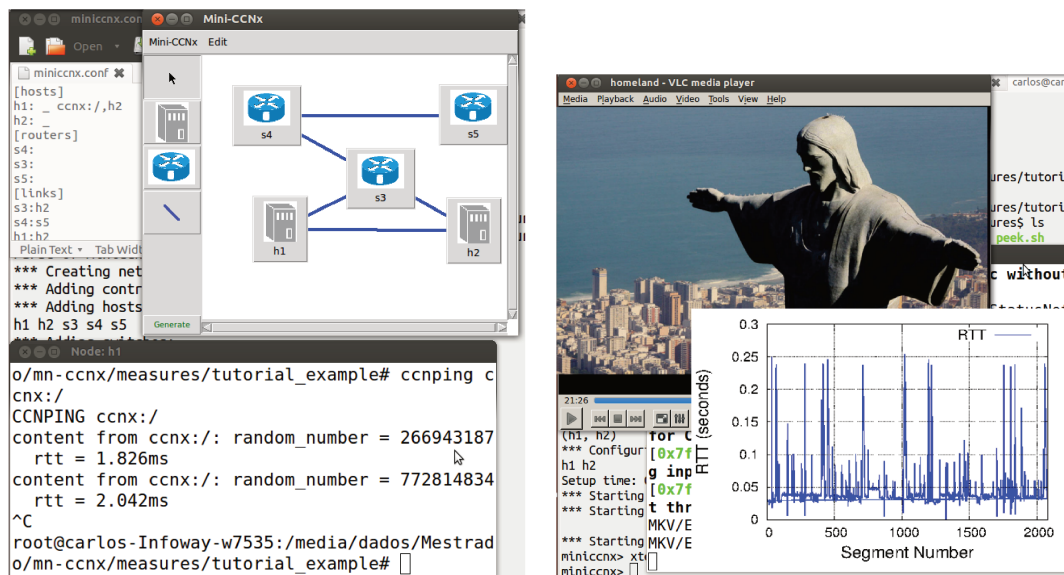 miniccnx.con
Mini-CCNx
Open
Mini-CCNx Edit
miniccnx.conf
[hosts]
h1: _ ccnx:/,h2
h2: _
[routers]
s4:
s3:
s5:
[links]
s3:h2
s4:s5
h1:h2
Plain Text Tab Widt
s4
s5
s3
h1
h2
Generate
*** Creating net
*** Adding contr
*** Adding hosts
h1 h2 s3 s4 s5
Node: h1
o/mn-ccnx/measures/tutorial_example# ccnping c
cnx:/
CCNPING ccnx:/
content from ccnx:/: random_number = 266943187
rtt = 1.826ms
content from ccnx:/: random_number = 772814834
rtt = 2.042ms
^C
root@carlos-Infoway-w7535:/media/dados/Mestrad
o/mn-ccnx/measures/tutorial_example#
homeland - VLC media player
carlos@car
Media Playback Audio Video Tools View Help
ures/tutori
ures/tutori
ures$ ls
peek.sh
c without
21:26
(h1, h2)
*** Configur
h1 h2
Setup time:
*** Starting
*** Starting
*** Starting
miniccnx> xt
miniccnx>
for C
[0x7f
g inp
[0x7f
t thr
MKV/E
MKV/E
RTT
0.3
0.25
0.2
0.15
0.1
0.05
0
RTT (seconds)
0 500 1000 1500 2000
Segment Number